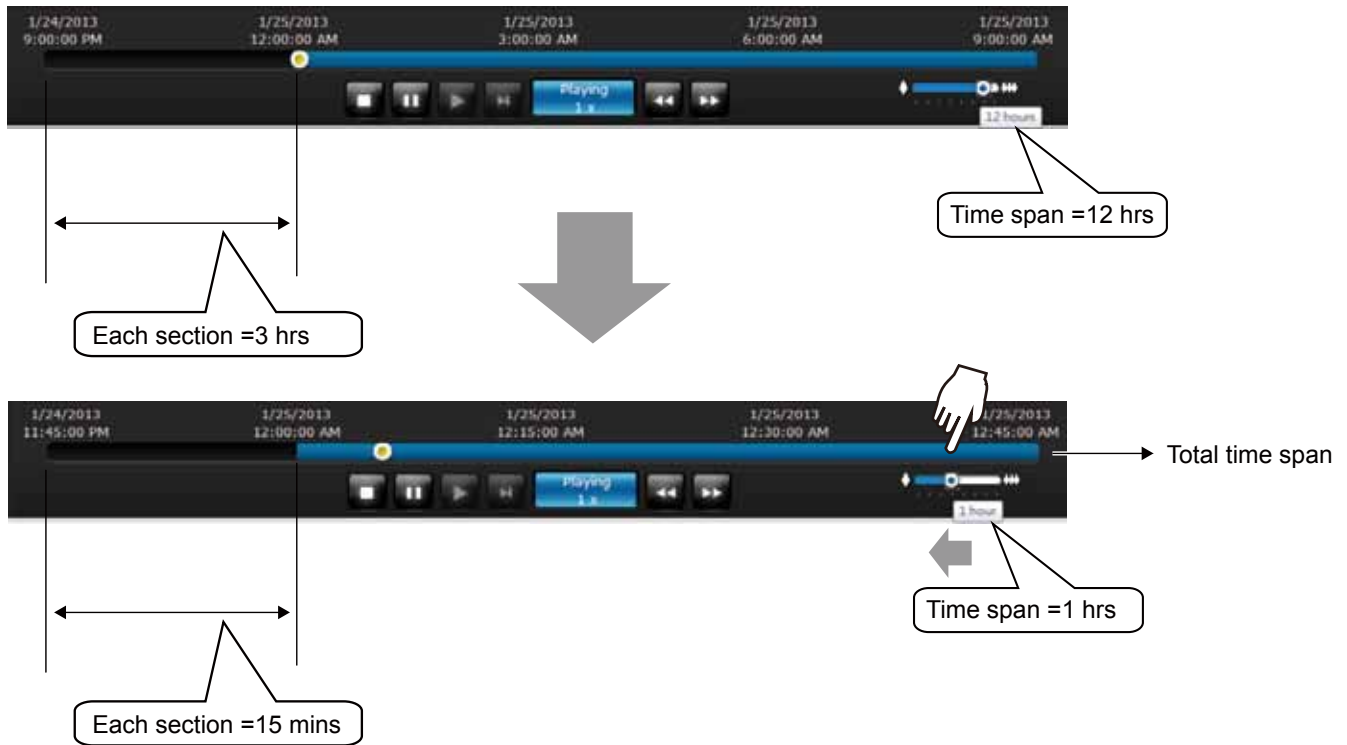 1/24/2013 1/25/2013 1/25/2013 1/25/2013 1/25/2013
9:00:00 PM 12:00:00 AM 3:00:00 AM 6:00:00 AM 9:00:00 AM
Playing
1 x
12 hours
Time span =12 hrs
Each section =3 hrs
1/24/2013 1/25/2013 1/25/2013 1/25/2013 1/25/2013
11:45:00 PM 12:00:00 AM 12:15:00 AM 12:30:00 AM 12:45:00 AM
Total time span
Playing
1 x
1 hour
Time span =1 hrs
Each section =15 mins